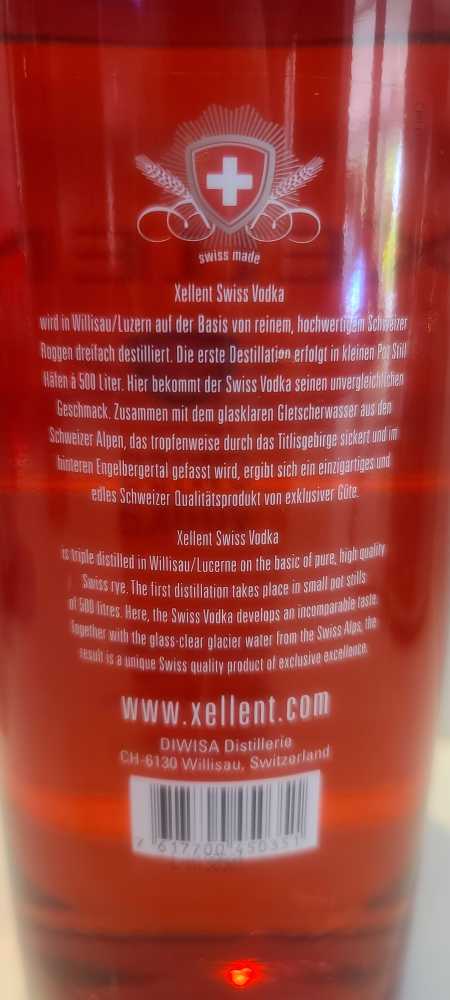 swiss made
Xellent Swiss Vodka
wird in Willisau/Luzern auf der Basis von reinem, hochwertigem Schweizer
Roggen dreifach destilliert. Die erste Destillation erfolgt in kleinen Pot Still
Häfen à 500 Liter. Hier bekommt der Swiss Vodka seinen unvergleichlichen
Geschmack. Zusammen mit dem glasklaren Gletscherwasser aus den
Schweizer Alpen, das tropfenweise durch das Titlisgebirge sickert und im
hinteren Engelbergertal gefasst wird, ergibt sich ein einzigartiges und
edles Schweizer Qualitätsprodukt von exklusiver Güte.
Xellent Swiss Vodka
is triple distilled in Willisau/Lucerne on the basic of pure, high quality
Swiss rye. The first distillation takes place in small pot stills
of 500 litres. Here, the Swiss Vodka develops an incomparable taste.
Together with the glass-clear glacier water from the Swiss Alps, the
result is a unique Swiss quality product of exclusive excellence.
www.xellent.com
DIWISA Distillerie
CH-6130 Willisau, Switzerland
7 617700 450351